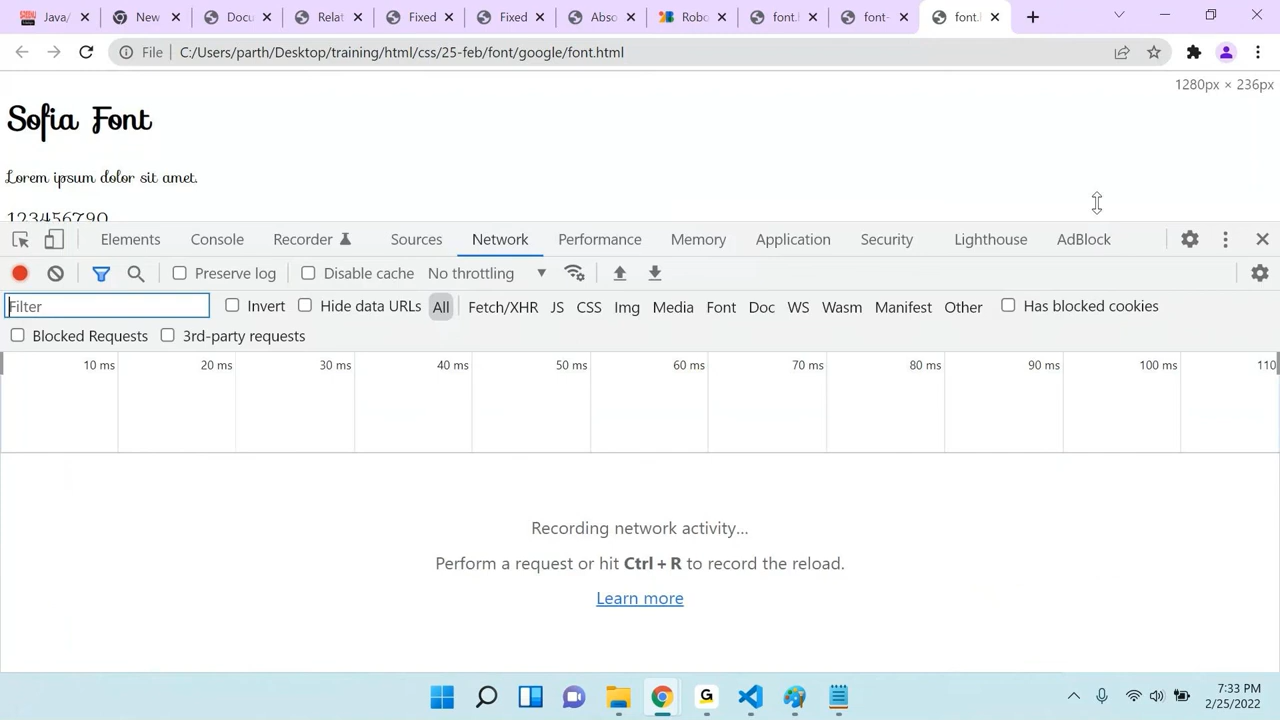 Java/ New Docu Relat Fixed Fixed Abso Robo font. font- font.
File C:/Users/parth/Desktop/training/html/css/25-feb/font/google/font.html
1280px × 236px
Sofia Font
Lorem ipsum dolor sit amet.
1234567890
Elements Console Recorder Sources Network Performance Memory Application Security Lighthouse AdBlock
Preserve log Disable cache No throttling
Filter Invert Hide data URLs All Fetch/XHR JS CSS Img Media Font Doc WS Wasm Manifest Other Has blocked cookies
Blocked Requests 3rd-party requests
10 ms 20 ms 30 ms 40 ms 50 ms 60 ms 70 ms 80 ms 90 ms 100 ms 110
Recording network activity…
Perform a request or hit Ctrl + R to record the reload.
Learn more
G
7:33 PM
2/25/2022